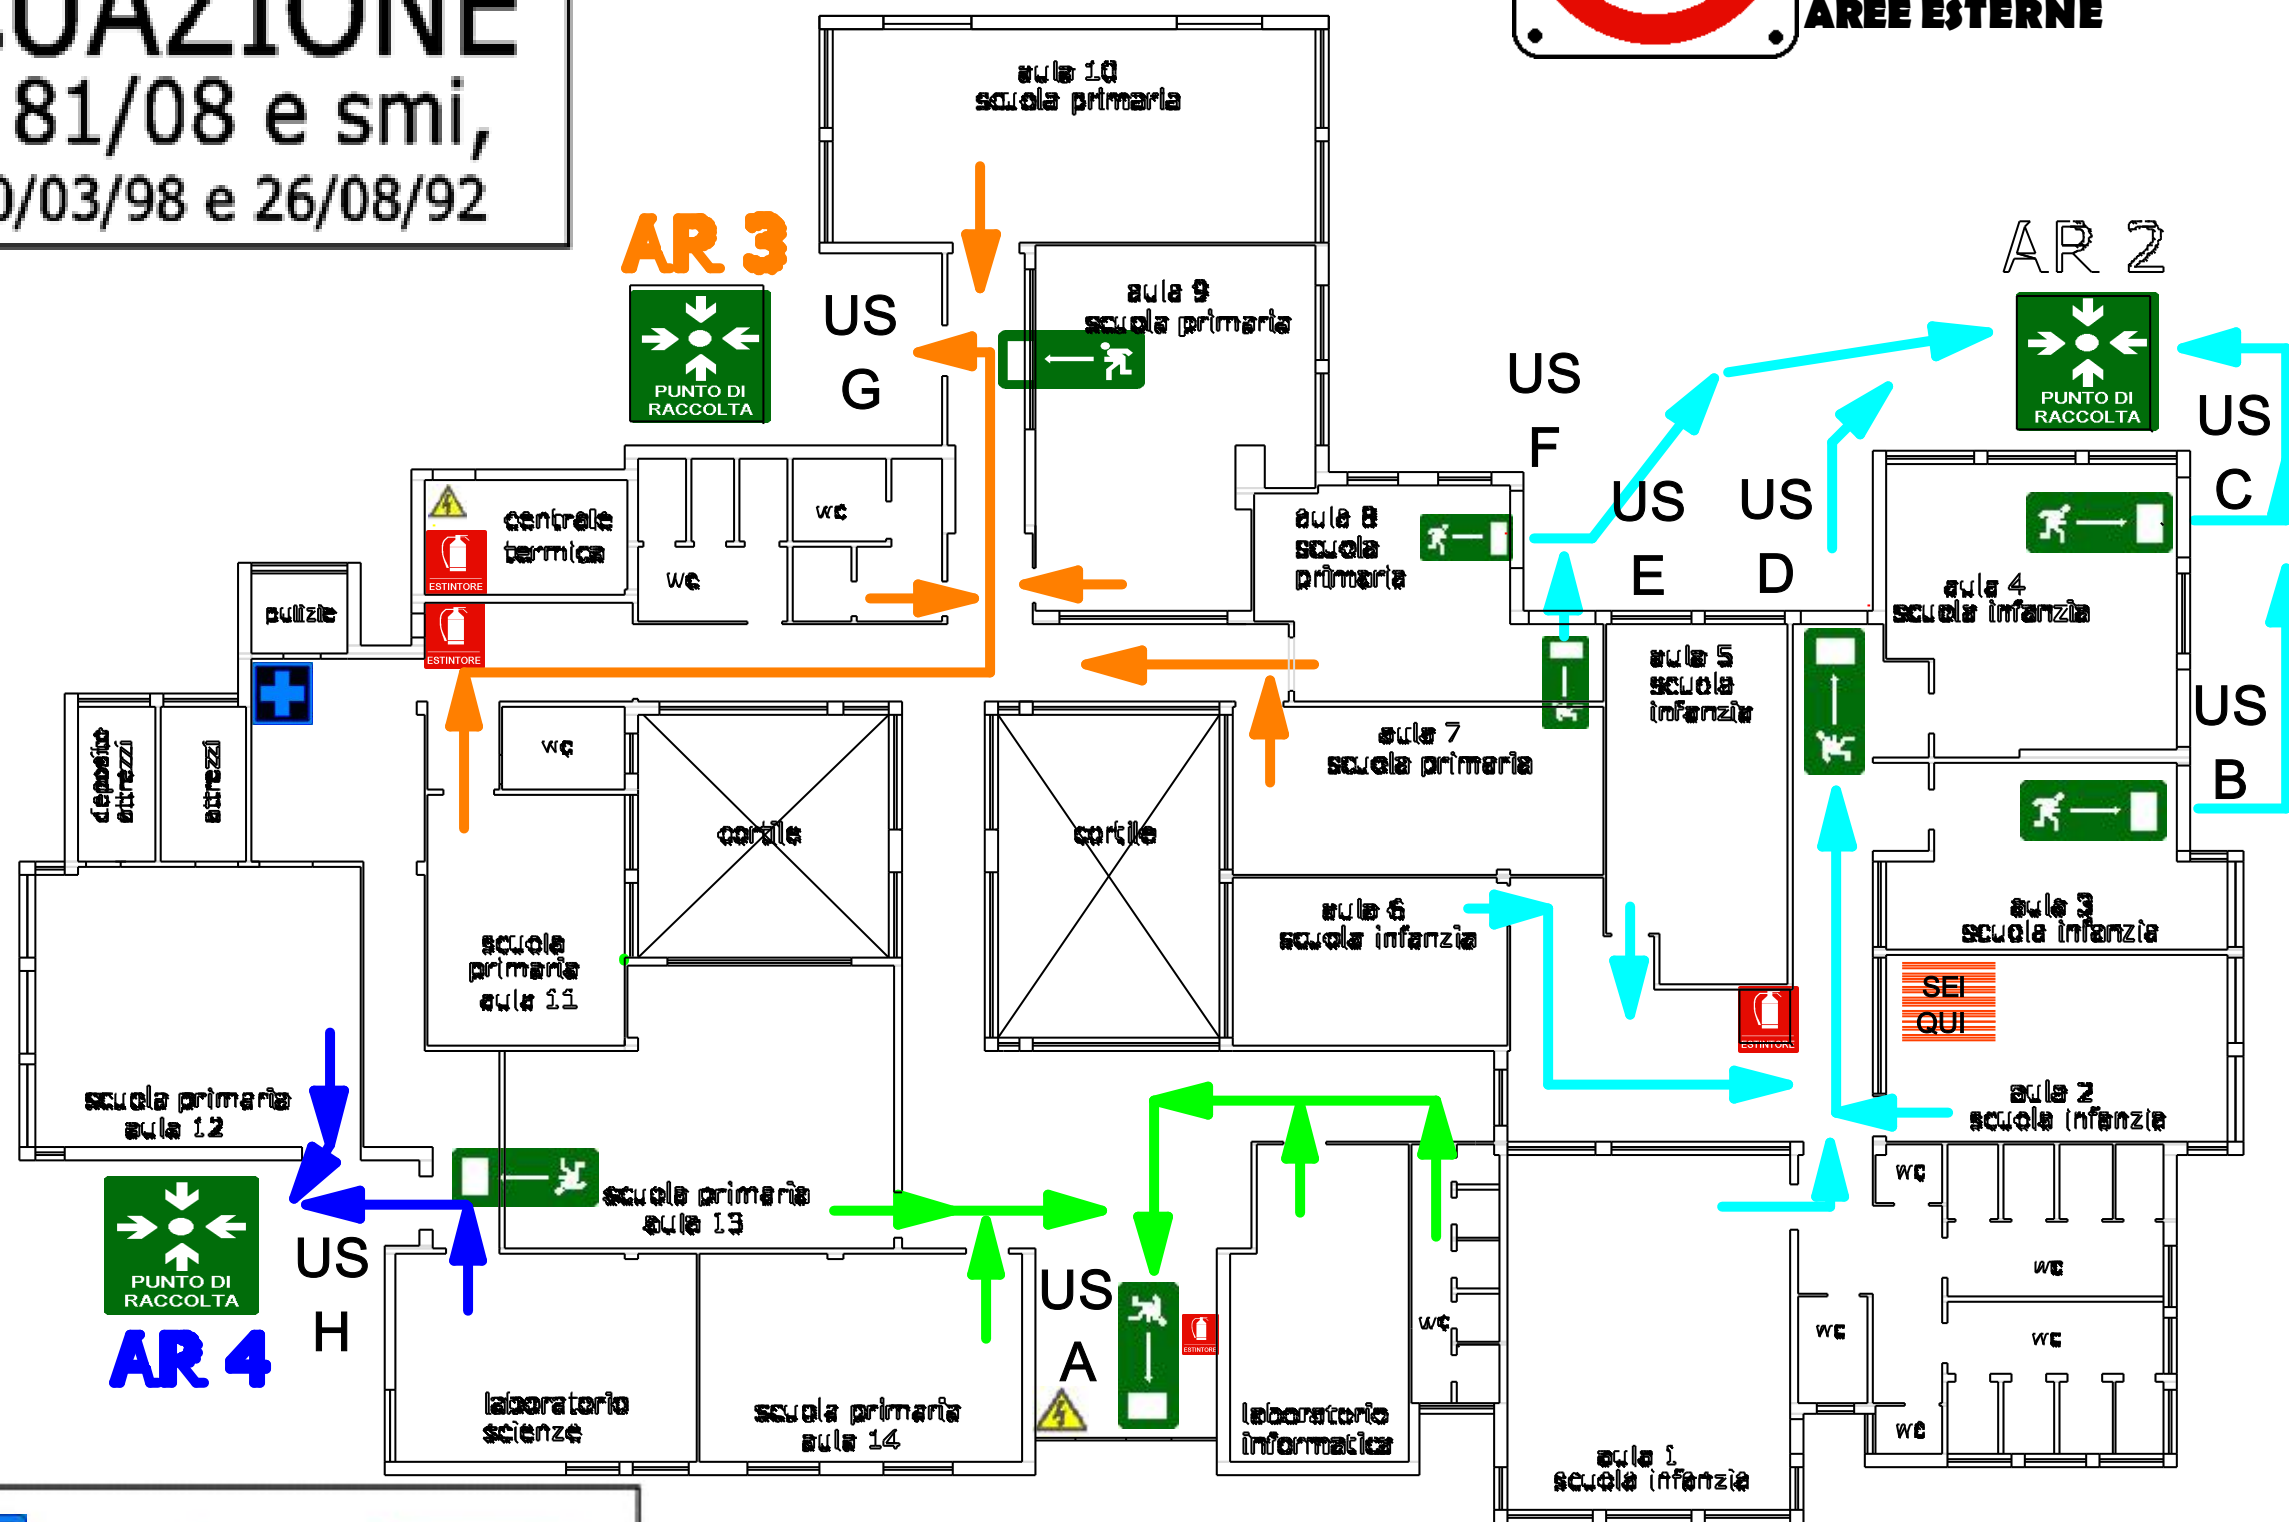 UAZIONE
81/08 e smi,
0/03/98 e 26/08/92
AREE ESTERNE
aula 10
scuola primaria
AR 3
PUNTO DI
RACCOLTA
US
G
aula 9
scuola primaria
AR 2
PUNTO DI
RACCOLTA
US
F
US
E
US
D
US
C
US
B
centrale
termica
ESTINTORE
ESTINTORE
wc
wc
aula 8
scuola
primaria
aula 4
scuola infanzia
pulizie
aula 5
scuola
infanzia
deposito
attrezzi
attrezzi
wc
cortile
cortile
aula 7
scuola primaria
aula 6
scuola infanzia
aula 3
scuola infanzia
scuola
primaria
aula 11
SEI
QUI
ESTINTORE
aula 2
scuola infanzia
scuola primaria
aula 12
PUNTO DI
RACCOLTA
AR 4
US
H
scuola primaria
aula 13
US
A
ESTINTORE
laboratorio
scienze
scuola primaria
aula 14
laboratorio
informatica
wc
aula 1
scuola infanzia
wc
wc
wc
wc
wc